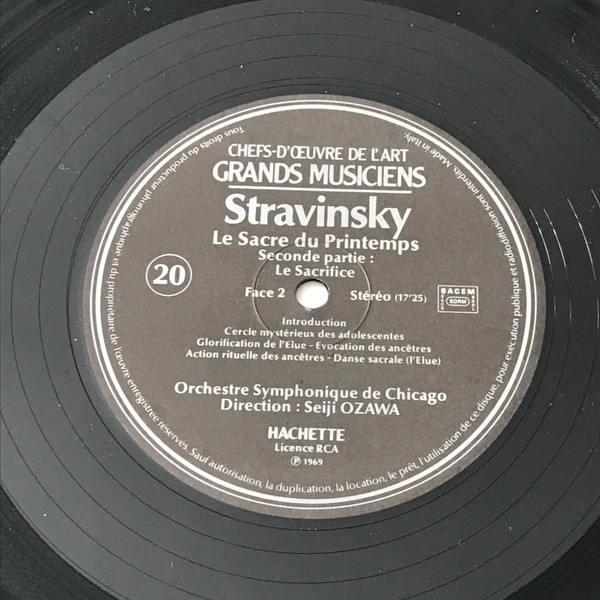 CHEFS-D'ŒUVRE DE L'ART
GRANDS MUSICIENS
Stravinsky
Le Sacre du Printemps
Seconde partie :
Le Sacrifice
20
Face 2
Stéréo (17'25)
SACEM
SDRM
Introduction
Cercle mystérieux des adolescentes
Glorification de l'Elue - Evocation des ancêtres
Action rituelle des ancêtres - Danse sacrale (l'Elue)
Orchestre Symphonique de Chicago
Direction : Seiji OZAWA
HACHETTE
Licence RCA
℗ 1969
Tous droits du producteur phonographique et du propriétaire de l'œuvre enregistrée réservés. Sauf autorisation, la duplication, la location, le prêt, l'utilisation de ce disque, pour exécution publique et radiodiffusion sont interdits. Made in Italy.